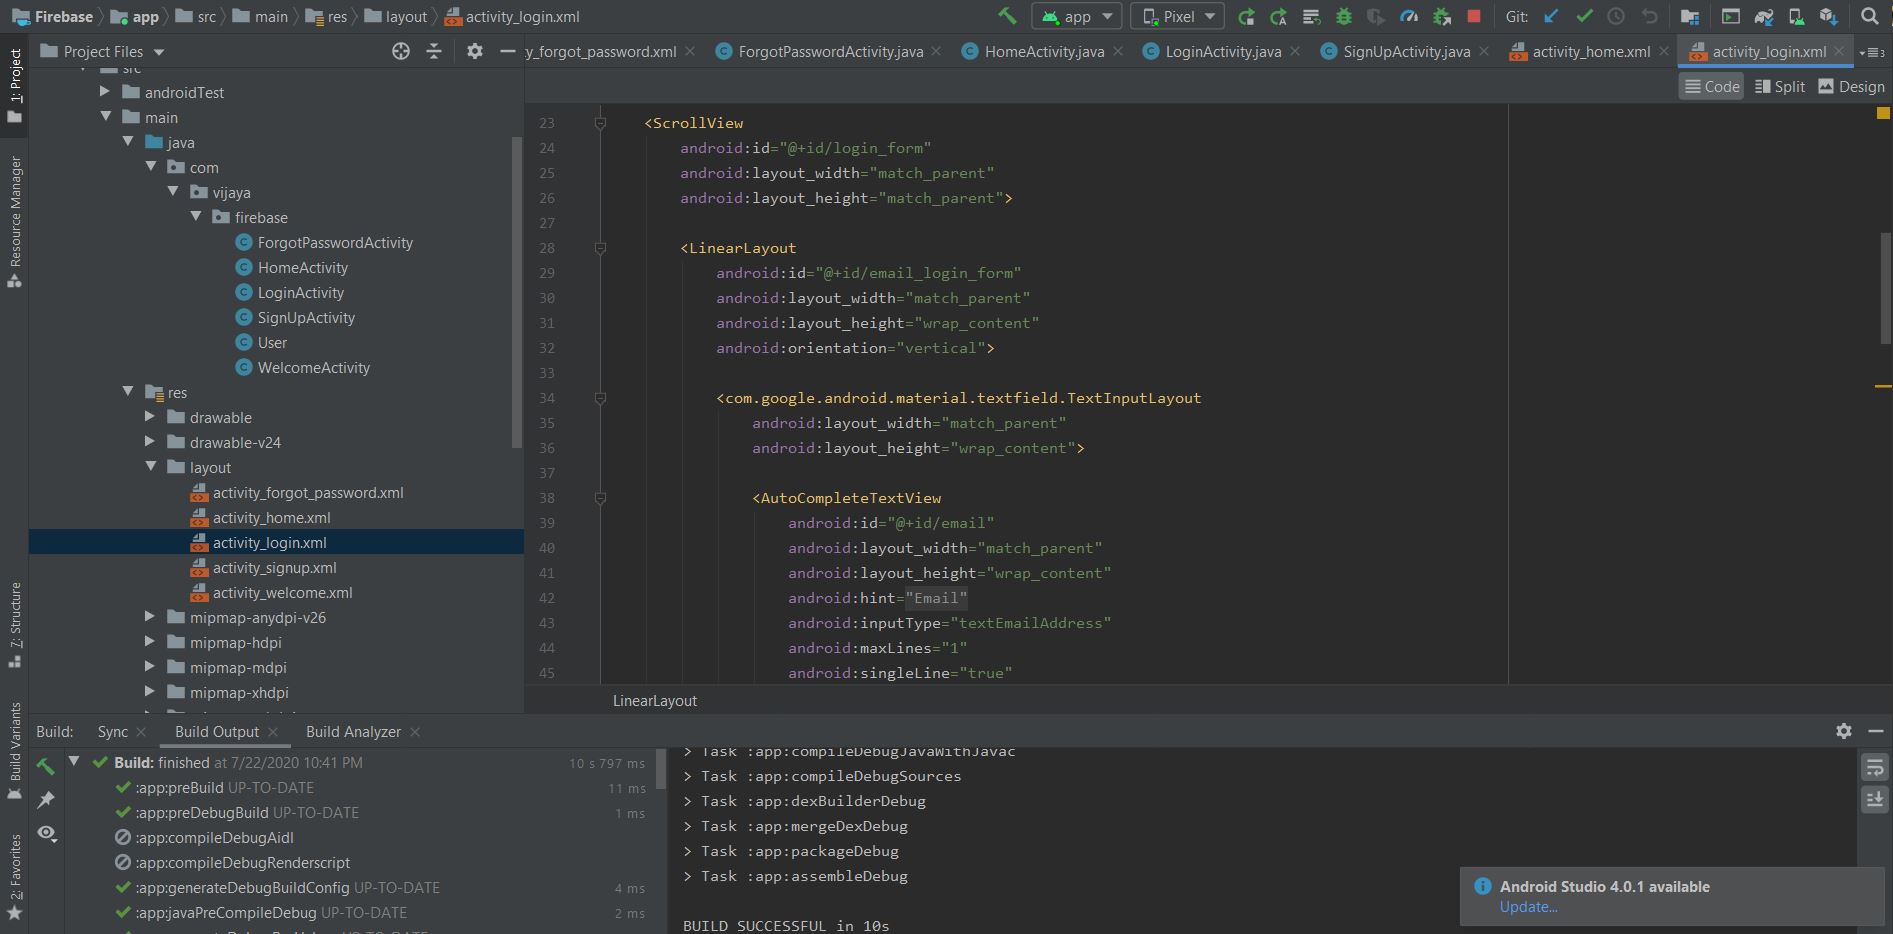 Firebase app src main res layout activity_login.xml
app Pixel Git:
1: Project
Resource Manager
7: Structure
Build Variants
2: Favorites
Project Files
src
androidTest
main
java
com
vijaya
firebase
ForgotPasswordActivity
HomeActivity
LoginActivity
SignUpActivity
User
WelcomeActivity
res
drawable
drawable-v24
layout
activity_forgot_password.xml
activity_home.xml
activity_login.xml
activity_signup.xml
activity_welcome.xml
mipmap-anydpi-v26
mipmap-hdpi
mipmap-mdpi
mipmap-xhdpi
y_forgot_password.xml ForgotPasswordActivity.java HomeActivity.java LoginActivity.java SignUpActivity.java activity_home.xml activity_login.xml 3
Code Split Design
23 <ScrollView
24 android:id="@+id/login_form"
25 android:layout_width="match_parent"
26 android:layout_height="match_parent">
27
28 <LinearLayout
29 android:id="@+id/email_login_form"
30 android:layout_width="match_parent"
31 android:layout_height="wrap_content"
32 android:orientation="vertical">
33
34 <com.google.android.material.textfield.TextInputLayout
35 android:layout_width="match_parent"
36 android:layout_height="wrap_content">
37
38 <AutoCompleteTextView
39 android:id="@+id/email"
40 android:layout_width="match_parent"
41 android:layout_height="wrap_content"
42 android:hint="Email"
43 android:inputType="textEmailAddress"
44 android:maxLines="1"
45 android:singleLine="true"
LinearLayout
Build: Sync Build Output Build Analyzer
Build: finished at 7/22/2020 10:41 PM 10 s 797 ms
:app:preBuild UP-TO-DATE 11 ms
:app:preDebugBuild UP-TO-DATE 1 ms
:app:compileDebugAidl
:app:compileDebugRenderscript
:app:generateDebugBuildConfig UP-TO-DATE 4 ms
:app:javaPreCompileDebug UP-TO-DATE 2 ms
> Task :app:compileDebugJavaWithJavac
> Task :app:compileDebugSources
> Task :app:dexBuilderDebug
> Task :app:mergeDexDebug
> Task :app:packageDebug
> Task :app:assembleDebug
BUILD SUCCESSFUL in 10s
Android Studio 4.0.1 available
Update...